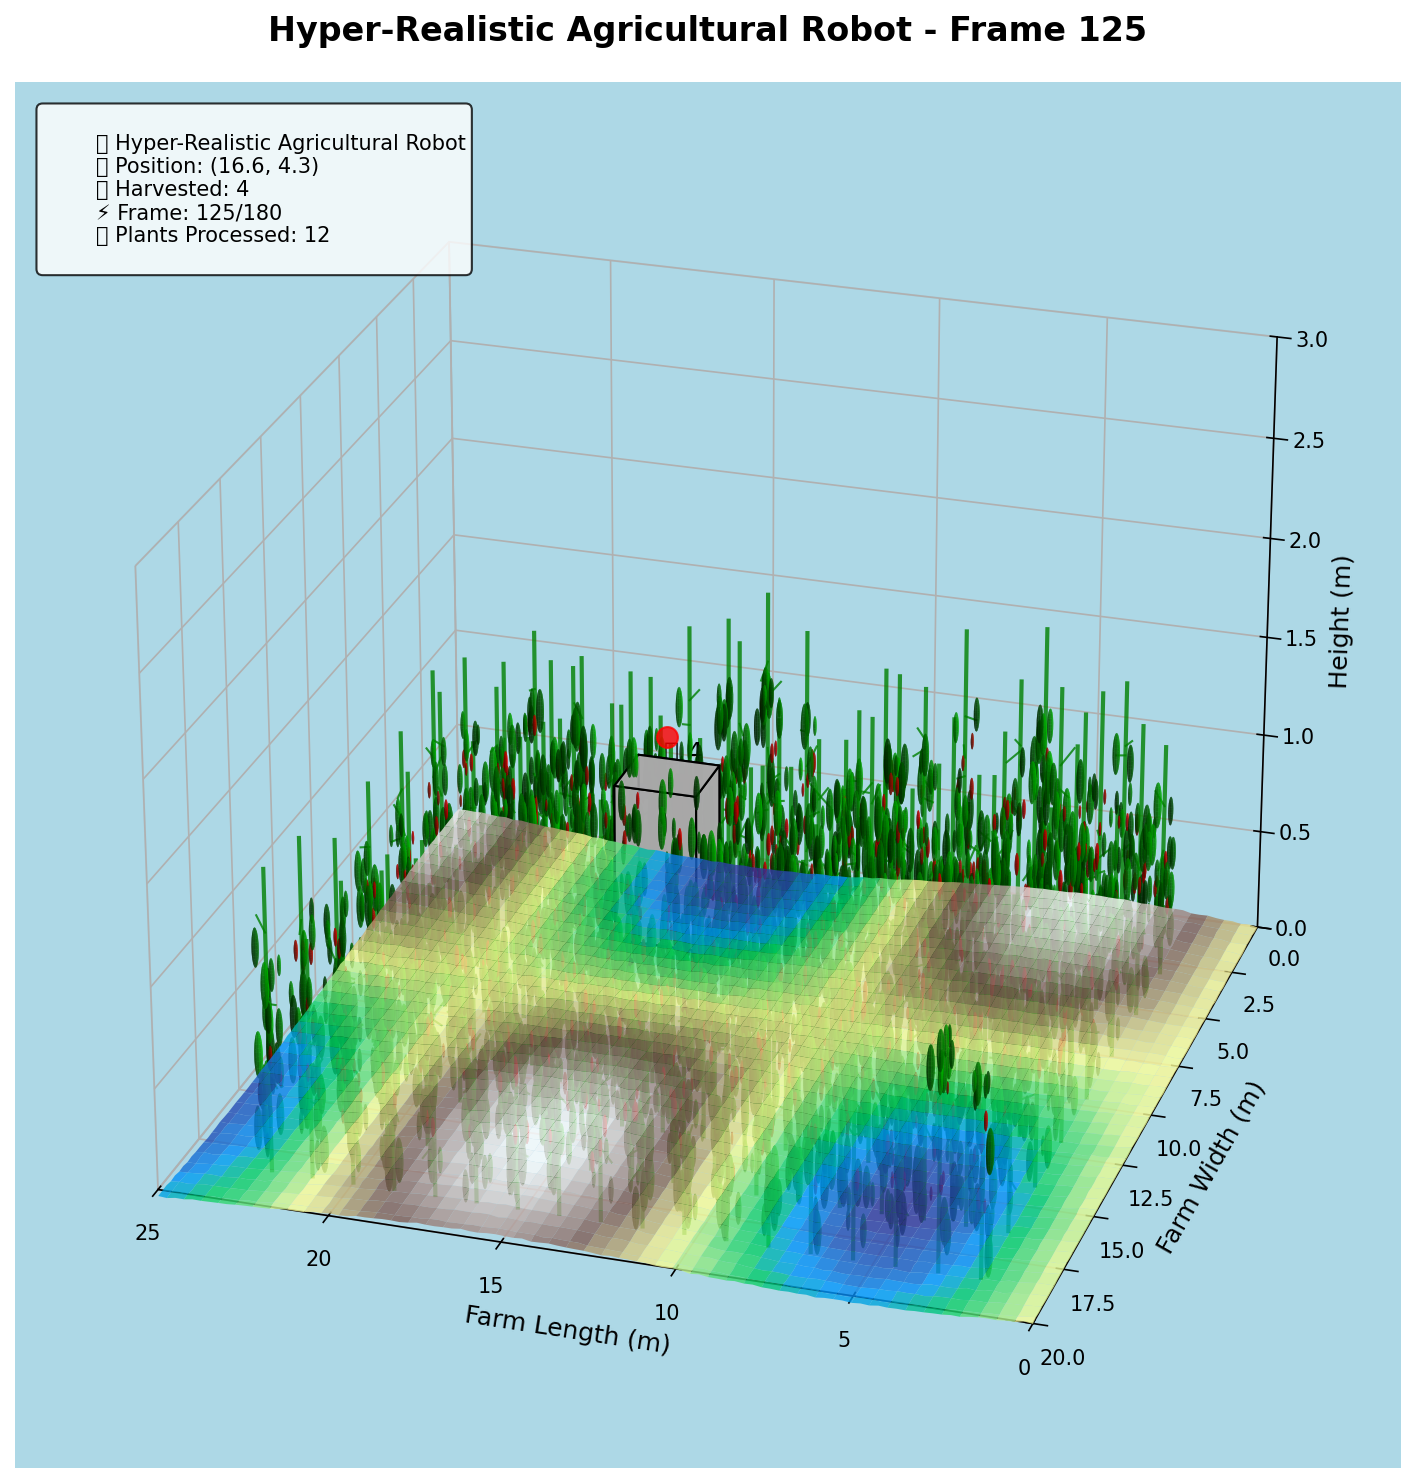 Hyper-Realistic Agricultural Robot - Frame 125
Hyper-Realistic Agricultural Robot
Position: (16.6, 4.3)
Harvested: 4
⚡ Frame: 125/180
Plants Processed: 12
3.0
2.5
2.0
1.5
1.0
0.5
0.0
Height (m)
0.0
2.5
5.0
7.5
10.0
12.5
15.0
17.5
20.0
Farm Width (m)
25
20
15
10
5
0
Farm Length (m)